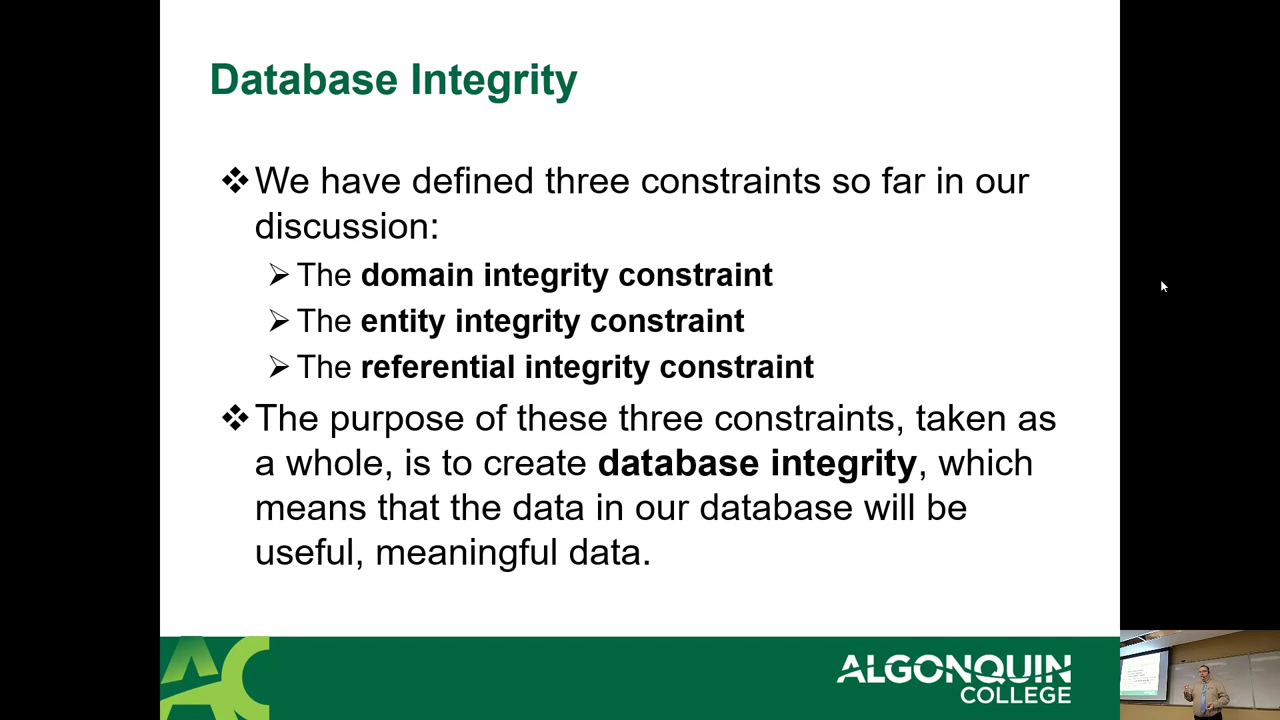 Database Integrity
❖We have defined three constraints so far in our
discussion:
➢The domain integrity constraint
➢The entity integrity constraint
➢The referential integrity constraint
❖The purpose of these three constraints, taken as
a whole, is to create database integrity, which
means that the data in our database will be
useful, meaningful data.
AC
ALGONQUIN
COLLEGE